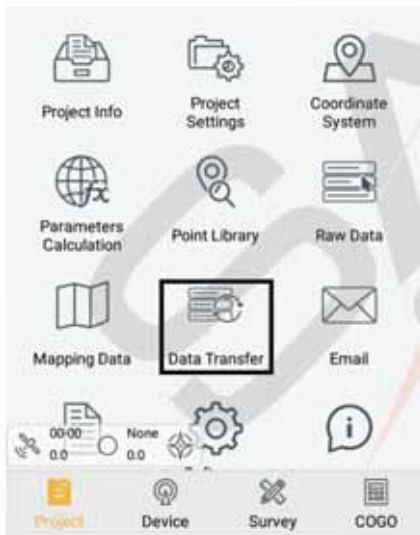 Project Info
Project
Settings
Coordinate
System
Parameters
Calculation
Point Library
Raw Data
Mapping Data
Data Transfer
Email
00:00
0.0
None
0.0
Project
Device
Survey
COGO